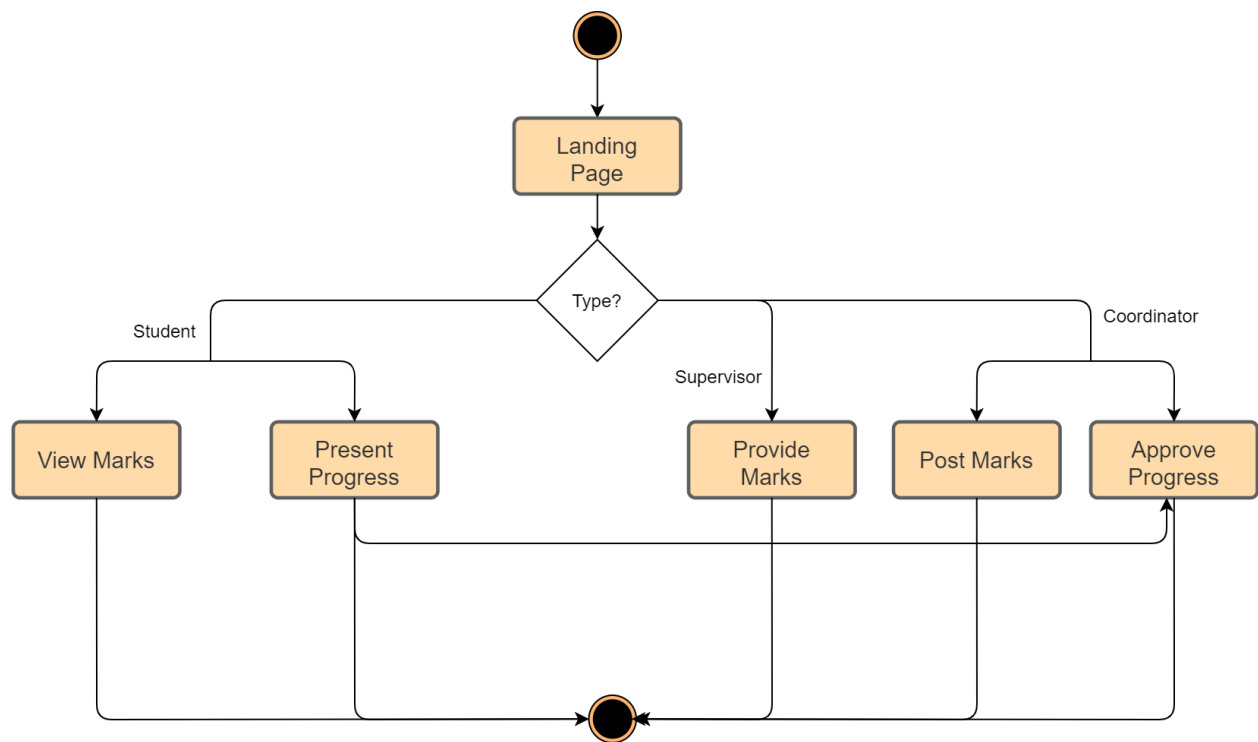 Landing
Page
Type?
Student
Coordinator
Supervisor
View Marks
Present
Progress
Provide
Marks
Post Marks
Approve
Progress